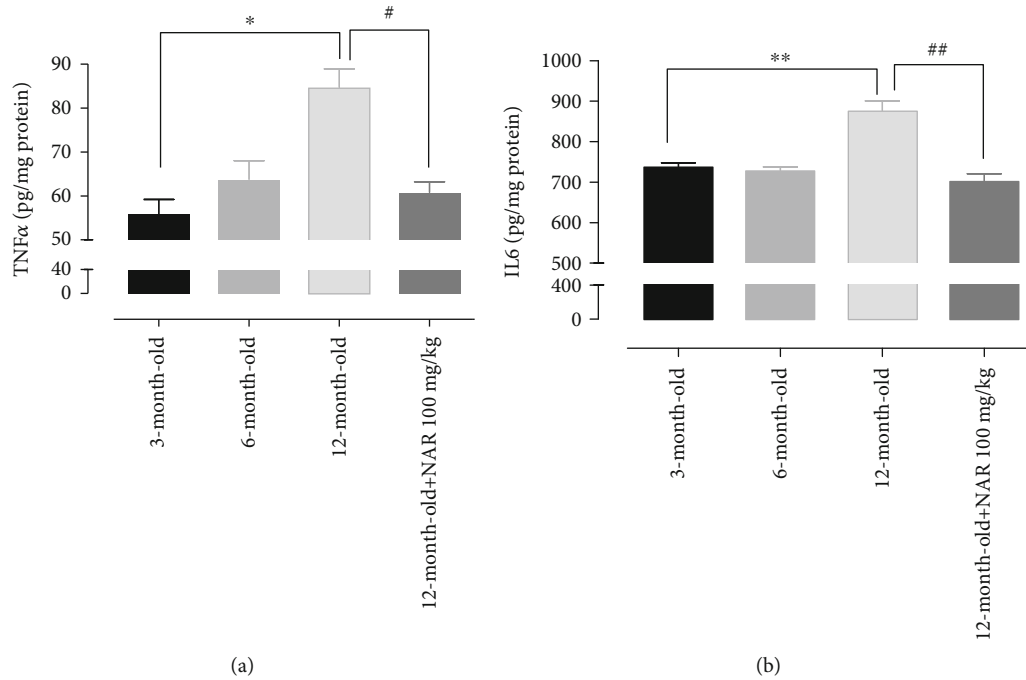 *
#
TNFα (pg/mg protein)
90
80
70
60
50
40
0
3-month-old
6-month-old
12-month-old
12-month-old+NAR 100 mg/kg
(a)
**
##
IL6 (pg/mg protein)
1000
900
800
700
600
500
400
0
3-month-old
6-month-old
12-month-old
12-month-old+NAR 100 mg/kg
(b)